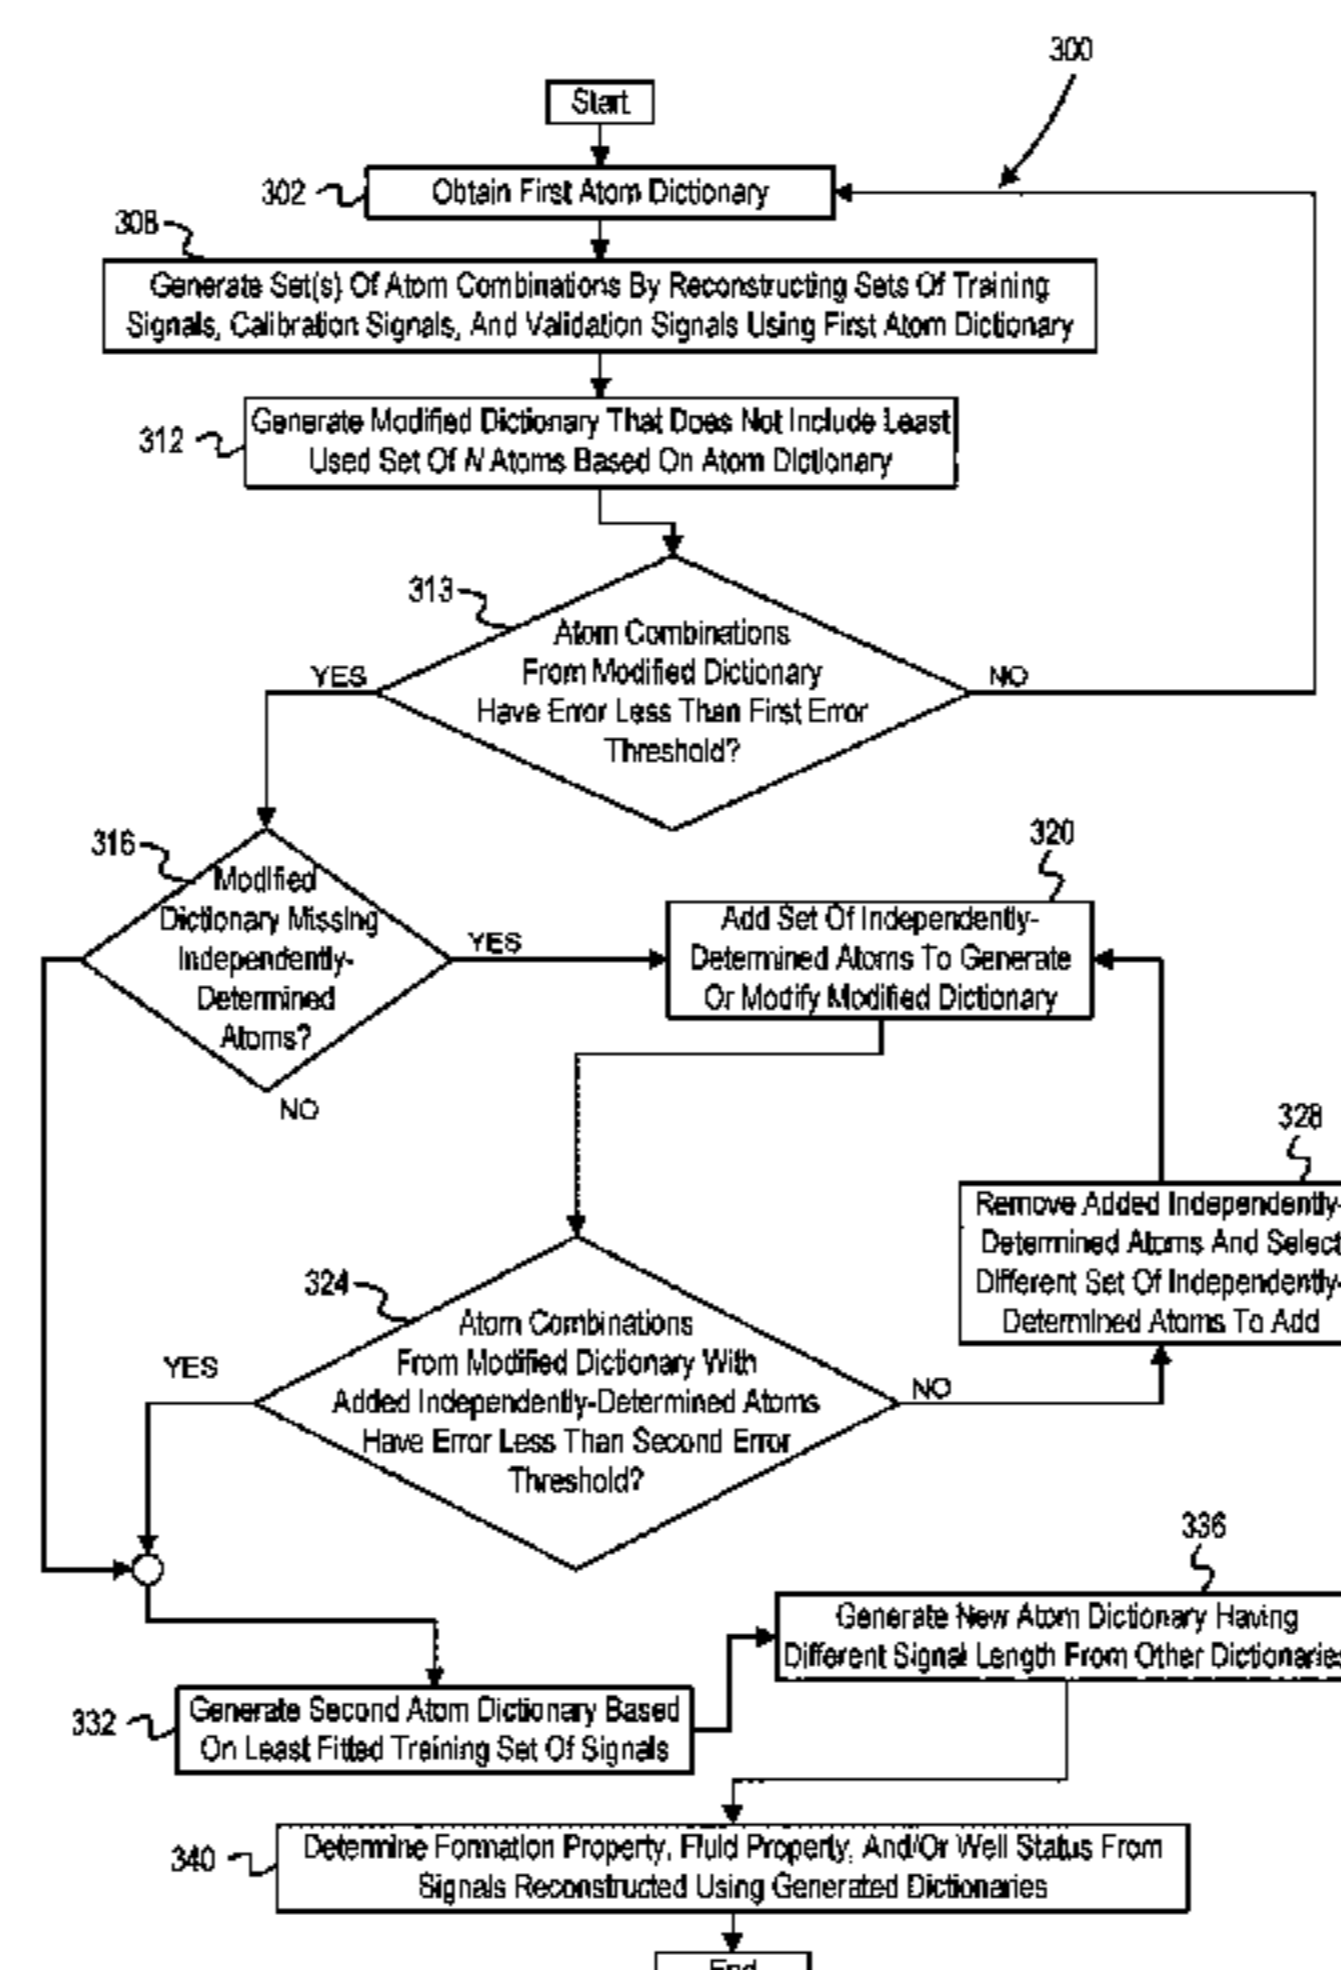 300
Start
302
Obtain First Atom Dictionary
308
Generate Set(s) Of Atom Combinations By Reconstructing Sets Of Training
Signals, Calibration Signals, And Validation Signals Using First Atom Dictionary
312
Generate Modified Dictionary That Does Not Include Least
Used Set Of N Atoms Based On Atom Dictionary
313
Atom Combinations
From Modified Dictionary
Have Error Less Than First Error
Threshold?
YES
NO
316
Modified
Dictionary Missing
Independently-
Determined
Atoms?
YES
NO
320
Add Set Of Independently-
Determined Atoms To Generate
Or Modify Modified Dictionary
328
Remove Added Independently-
Determined Atoms And Select
Different Set Of Independently-
Determined Atoms To Add
324
Atom Combinations
From Modified Dictionary With
Added Independently-Determined Atoms
Have Error Less Than Second Error
Threshold?
YES
NO
336
Generate New Atom Dictionary Having
Different Signal Length From Other Dictionaries
332
Generate Second Atom Dictionary Based
On Least Fitted Training Set Of Signals
340
Determine Formation Property, Fluid Property, And/Or Well Status From
Signals Reconstructed Using Generated Dictionaries
End